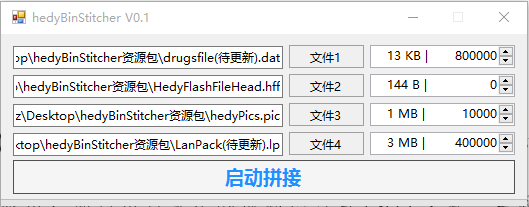 hedyBinStitcher V0.1
op\hedyBinStitcher资源包\drugsfile(待更新).dat 文件1 13 KB | 800000
\hedyBinStitcher资源包\HedyFlashFileHead.hff 文件2 144 B | 0
z\Desktop\hedyBinStitcher资源包\hedyPics.pic 文件3 1 MB | 10000
ktop\hedyBinStitcher资源包\LanPack(待更新).lp 文件4 3 MB | 400000
启动拼接